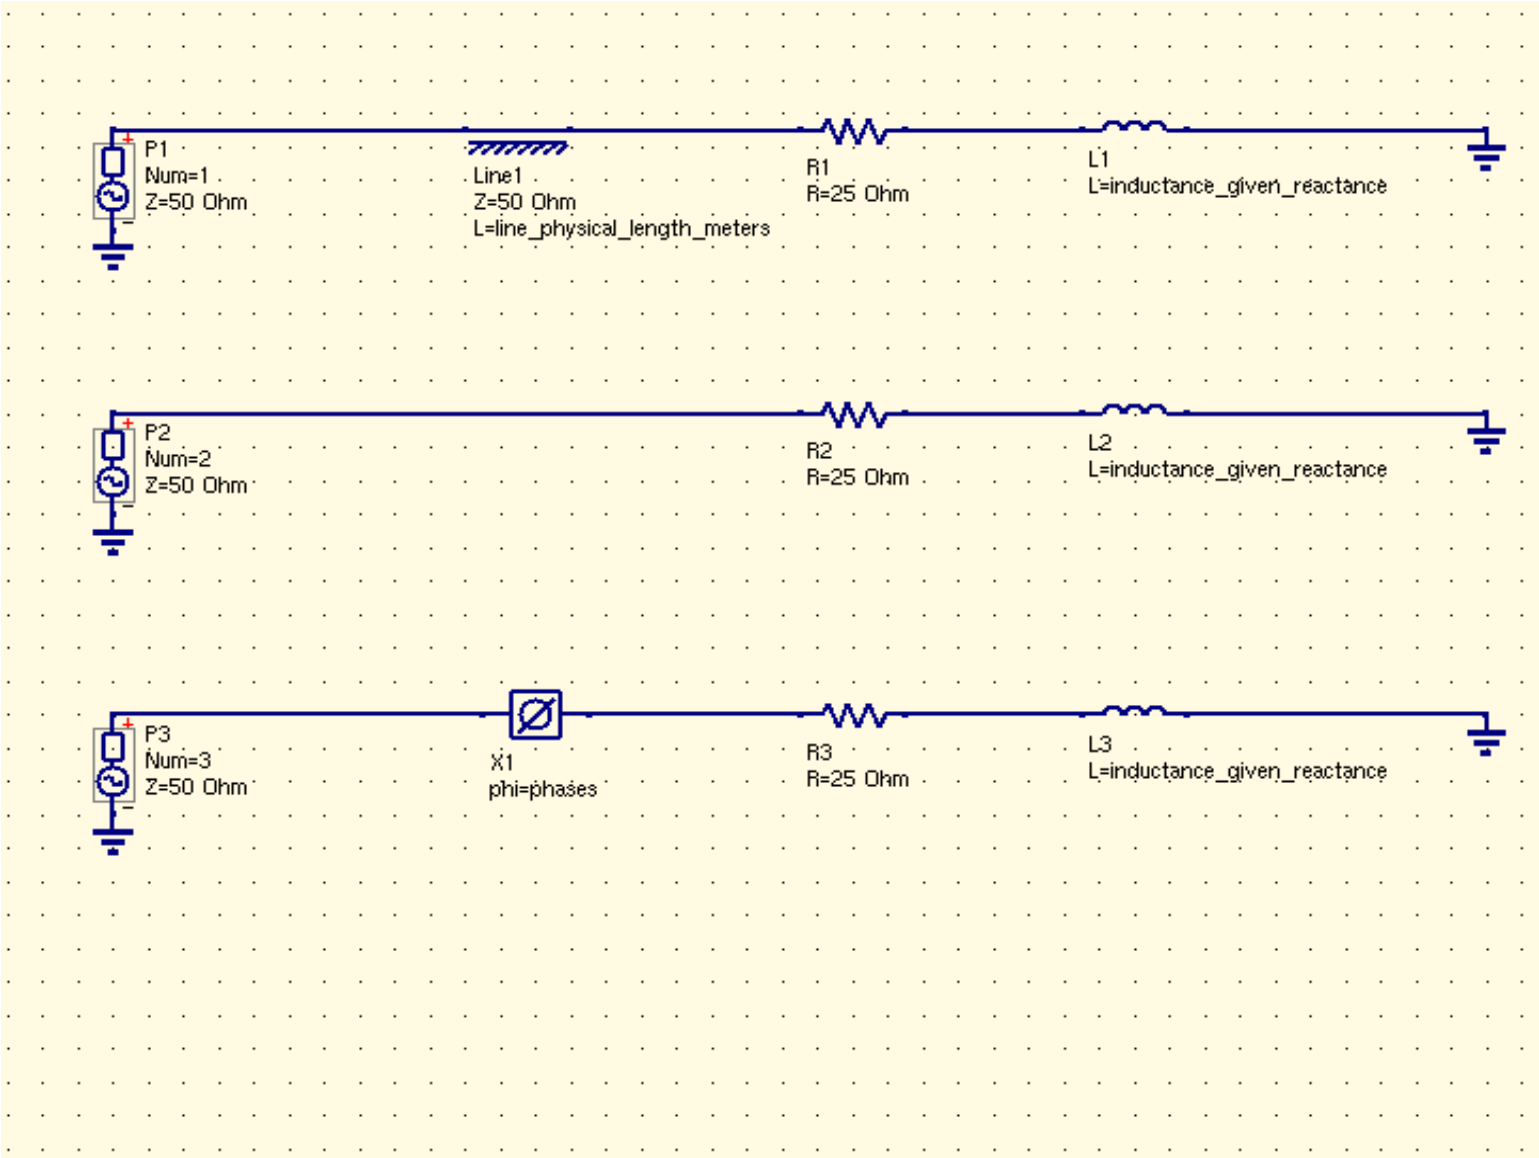 P1
Num=1
Z=50 Ohm
Line1
Z=50 Ohm
L=line_physical_length_meters
R1
R=25 Ohm
L1
L=inductance_given_reactance
P2
Num=2
Z=50 Ohm
R2
R=25 Ohm
L2
L=inductance_given_reactance
P3
Num=3
Z=50 Ohm
X1
phi=phases
R3
R=25 Ohm
L3
L=inductance_given_reactance